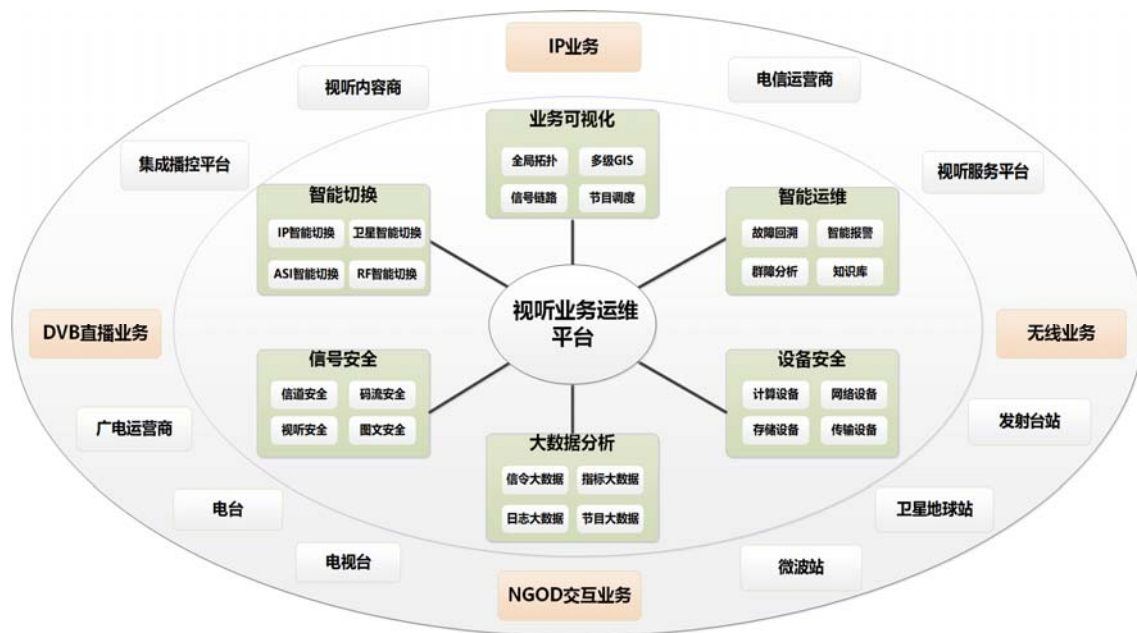 IP业务
视听内容商
电信运营商
集成播控平台
视听服务平台
业务可视化
全局拓扑
多级GIS
信号链路
节目调度
智能切换
IP智能切换
卫星智能切换
ASI智能切换
RF智能切换
智能运维
故障回溯
智能报警
群障分析
知识库
视听业务运维
平台
DVB直播业务
无线业务
信号安全
信道安全
码流安全
视听安全
图文安全
设备安全
计算设备
网络设备
存储设备
传输设备
大数据分析
信令大数据
指标大数据
日志大数据
节目大数据
广电运营商
发射台站
电台
卫星地球站
电视台
微波站
NGOD交互业务